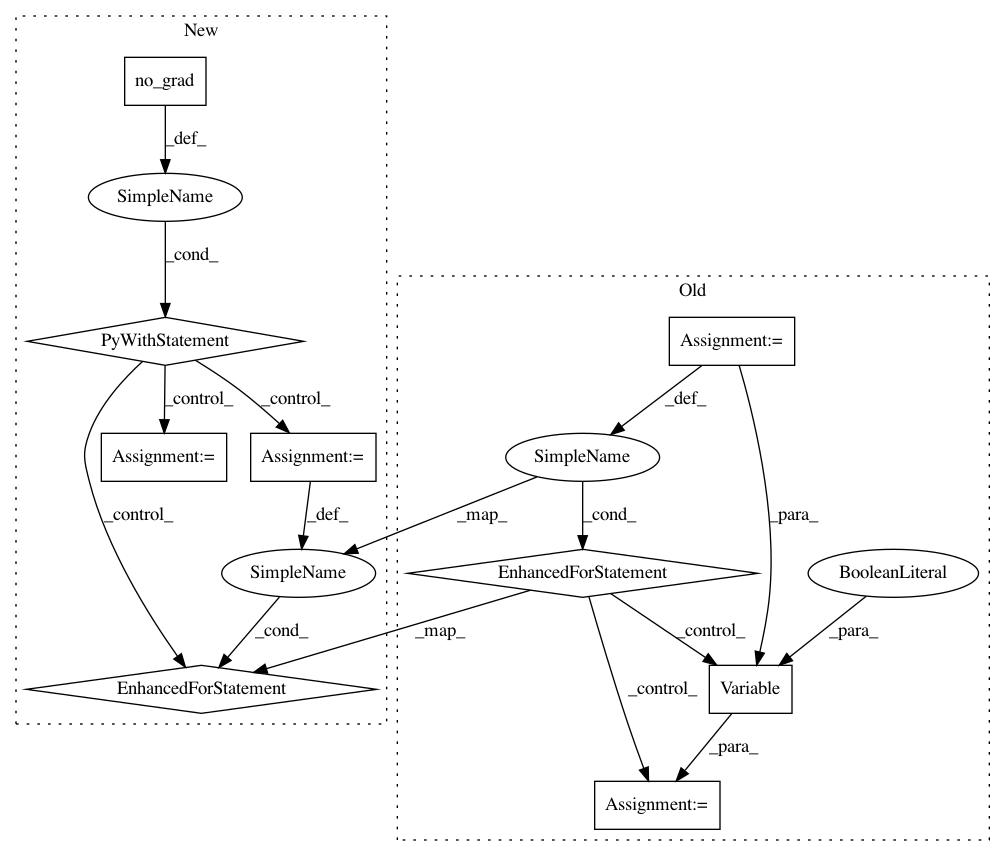 New
no_grad
_def_
SimpleName
_cond_
Old
PyWithStatement
Assignment:=
_control_
_control_
_def_
Assignment:=
Assignment:=
SimpleName
_control_
_def_
_map_
_cond_
_para_
SimpleName
EnhancedForStatement
BooleanLiteral
_cond_
_map_
_control_
_para_
EnhancedForStatement
_control_
Variable
_para_
Assignment:=